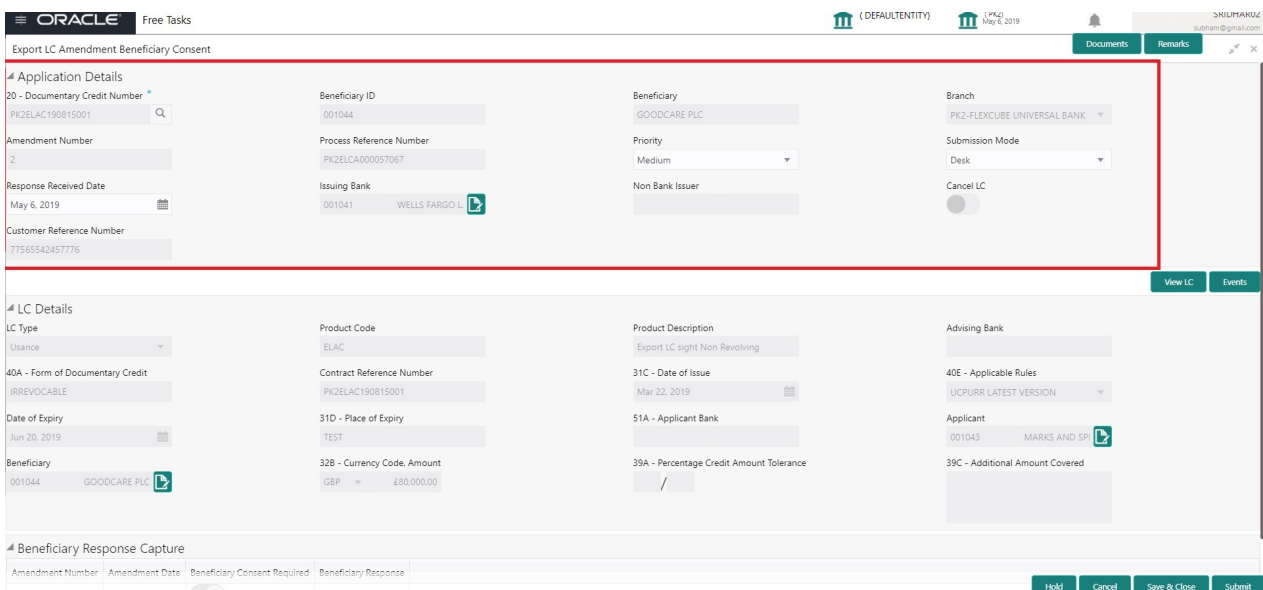 ORACLE® Free Tasks ( DEFAULTENTITY) ( PK2) May 6, 2019 SRIDHAR02 subham@gmail.com
Export LC Amendment Beneficiary Consent Documents Remarks
Application Details
20 - Documentary Credit Number * Beneficiary ID Beneficiary Branch
PK2ELAC190815001 001044 GOODCARE PLC PK2-FLEXCUBE UNIVERSAL BANK
Amendment Number Process Reference Number Priority Submission Mode
2 PK2ELCA000057067 Medium Desk
Response Received Date Issuing Bank Non Bank Issuer Cancel LC
May 6, 2019 001041 WELLS FARGO L
Customer Reference Number
77565542457776
View LC Events
LC Details
LC Type Product Code Product Description Advising Bank
Usance ELAC Export LC sight Non Revolving
40A - Form of Documentary Credit Contract Reference Number 31C - Date of Issue 40E - Applicable Rules
IRREVOCABLE PK2ELAC190815001 Mar 22, 2019 UCPURR LATEST VERSION
Date of Expiry 31D - Place of Expiry 51A - Applicant Bank Applicant
Jun 20, 2019 TEST 001043 MARKS AND SPI
Beneficiary 32B - Currency Code, Amount 39A - Percentage Credit Amount Tolerance 39C - Additional Amount Covered
001044 GOODCARE PLC GBP £80,000.00 /
Beneficiary Response Capture
Amendment Number Amendment Date Beneficiary Consent Required Beneficiary Response
Hold Cancel Save & Close Submit